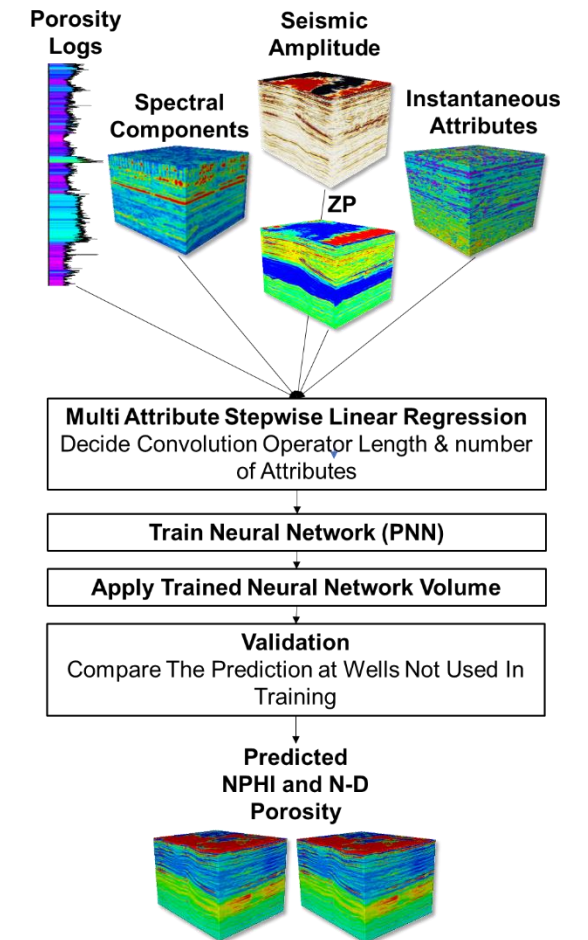 Porosity
Logs
Seismic
Amplitude
Spectral
Components
Instantaneous
Attributes
ZP
Multi Attribute Stepwise Linear Regression
Decide Convolution Operator Length & number
of Attributes
Train Neural Network (PNN)
Apply Trained Neural Network Volume
Validation
Compare The Prediction at Wells Not Used In
Training
Predicted
NPHI and N-D
Porosity